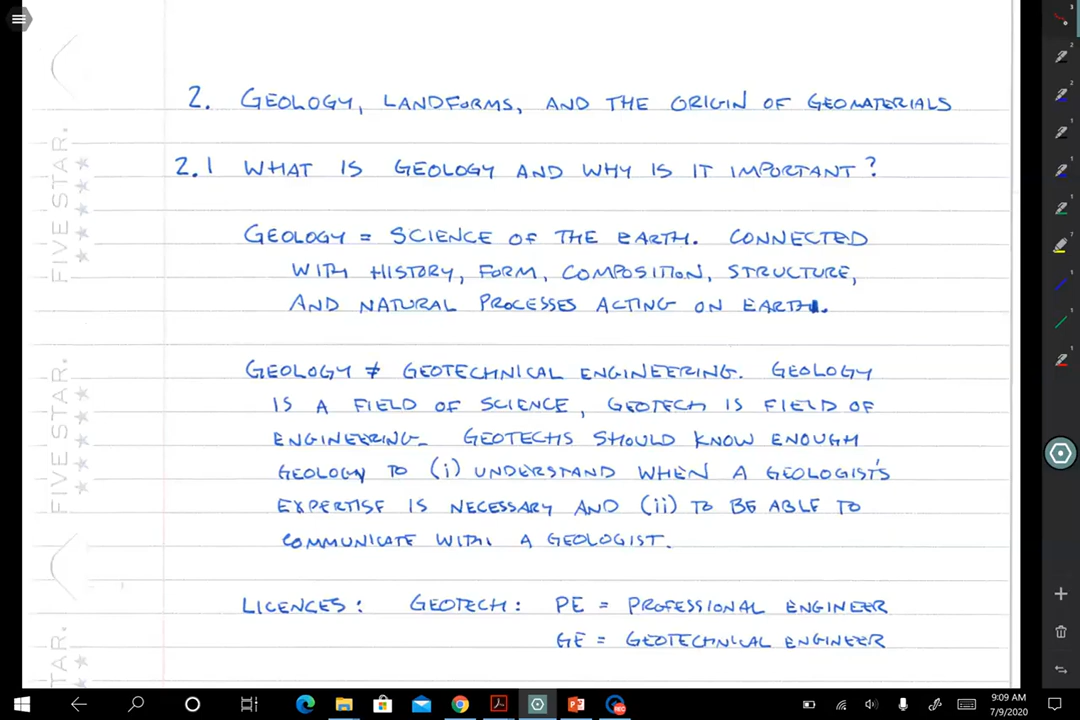 2. GEOLOGY, LANDFORMS, AND THE ORIGIN OF GEOMATERIALS
2.1 WHAT IS GEOLOGY AND WHY IS IT IMPORTANT?
GEOLOGY = SCIENCE OF THE EARTH. CONNECTED
WITH HISTORY, FORM, COMPOSITION, STRUCTURE,
AND NATURAL PROCESSES ACTING ON EARTH.
GEOLOGY ≠ GEOTECHNICAL ENGINEERING. GEOLOGY
IS A FIELD OF SCIENCE, GEOTECH IS FIELD OF
ENGINEERING. GEOTECHS SHOULD KNOW ENOUGH
GEOLOGY TO (i) UNDERSTAND WHEN A GEOLOGIST'S
EXPERTISE IS NECESSARY AND (ii) TO BE ABLE TO
COMMUNICATE WITH A GEOLOGIST.
LICENCES: GEOTECH: PE = PROFESSIONAL ENGINEER
GE = GEOTECHNICAL ENGINEER
FIVE STAR.
FIVE STAR.
FIVE STAR.
9:09 AM
7/9/2020